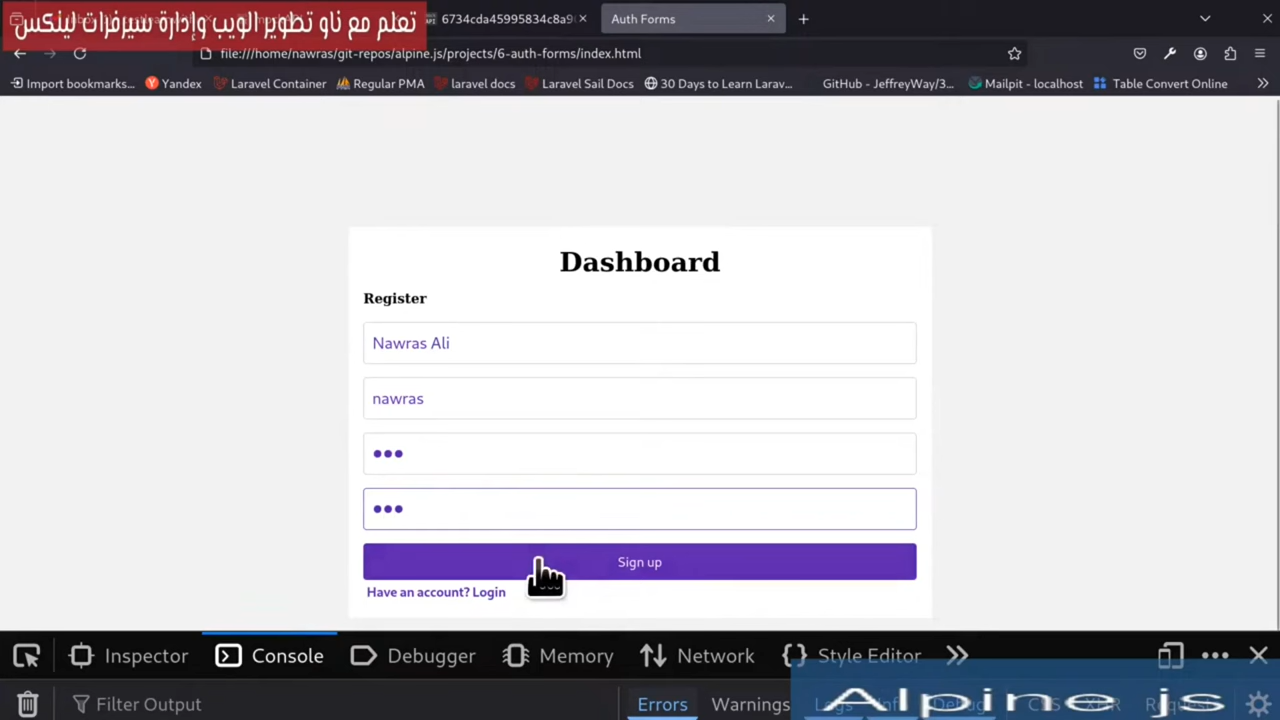 تعلم مع ناو تطوير الويب وإدارة سيرفرات لينكس
6734cda45995834c8a9
Auth Forms
file:///home/nawras/git-repos/alpine.js/projects/6-auth-forms/index.html
Import bookmarks... Yandex Laravel Container Regular PMA laravel docs Laravel Sail Docs 30 Days to Learn Larav... GitHub - JeffreyWay/3... Mailpit - localhost Table Convert Online
Dashboard
Register
Nawras Ali
nawras
Sign up
Have an account? Login
Inspector Console Debugger Memory Network Style Editor
Filter Output Errors Warnings
Alpine js